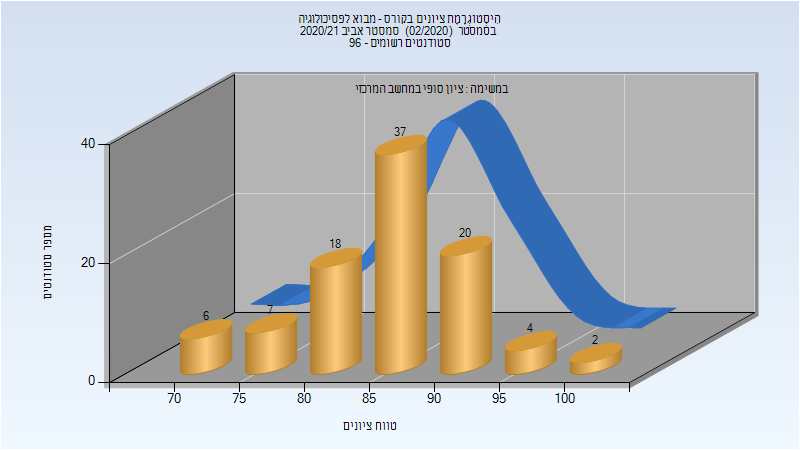 היסטוגרמת ציונים בקורס - מבוא לפסיכולוגיה
בסמסטר (02/2020) סמסטר אביב 2020/21
סטודנטים רשומים - 96
במשימה : ציון סופי במחשב המרכזי
מספר סטודנטים
40
20
0
6
7
18
37
20
4
2
70
75
80
85
90
95
100
טווח ציונים